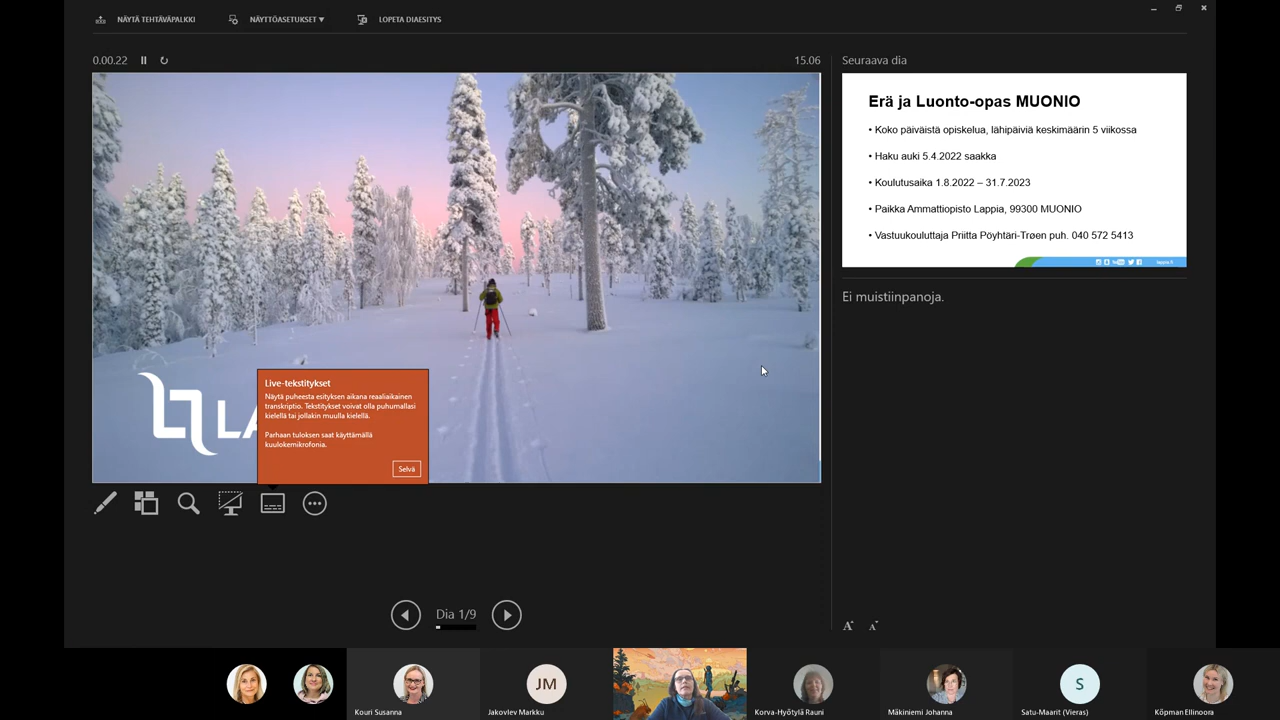 NÄYTÄ TEHTÄVÄPALKKI
NÄYTTÖASETUKSET ▼
LOPETA DIAESITYS
0.00.22
15.06
Seuraava dia
Erä ja Luonto-opas MUONIO
• Koko päiväistä opiskelua, lähipäiviä keskimäärin 5 viikossa
• Haku auki 5.4.2022 saakka
• Koulutusaika 1.8.2022 – 31.7.2023
• Paikka Ammattiopisto Lappia, 99300 MUONIO
• Vastuukouluttaja Priitta Pöyhtäri-Trøen puh. 040 572 5413
YouTube
lappia.fi
Ei muistiinpanoja.
LA
Live-tekstitykset
Näytä puheesta esityksen aikana reaaliaikainen
transkriptio. Tekstitykset voivat olla puhumallasi
kielellä tai jollakin muulla kielellä.
Parhaan tuloksen saat käyttämällä
kuulokemikrofonia.
Selvä
Dia 1/9
A
A
JM
S
Kouri Susanna
Jakovlev Markku
Korva-Hyötylä Rauni
Mäkiniemi Johanna
Satu-Maarit (Vieras)
Köpman Ellinoora